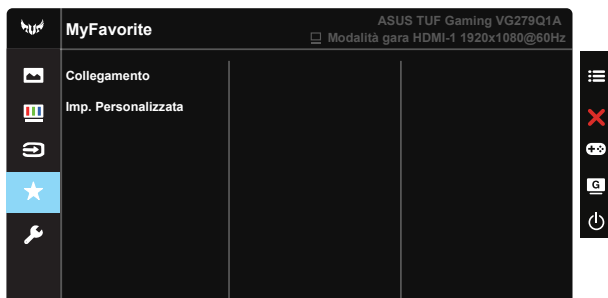 MyFavorite
ASUS TUF Gaming VG279Q1A
Modalità gara HDMI-1 1920x1080@60Hz
Collegamento
Imp. Personalizzata
G